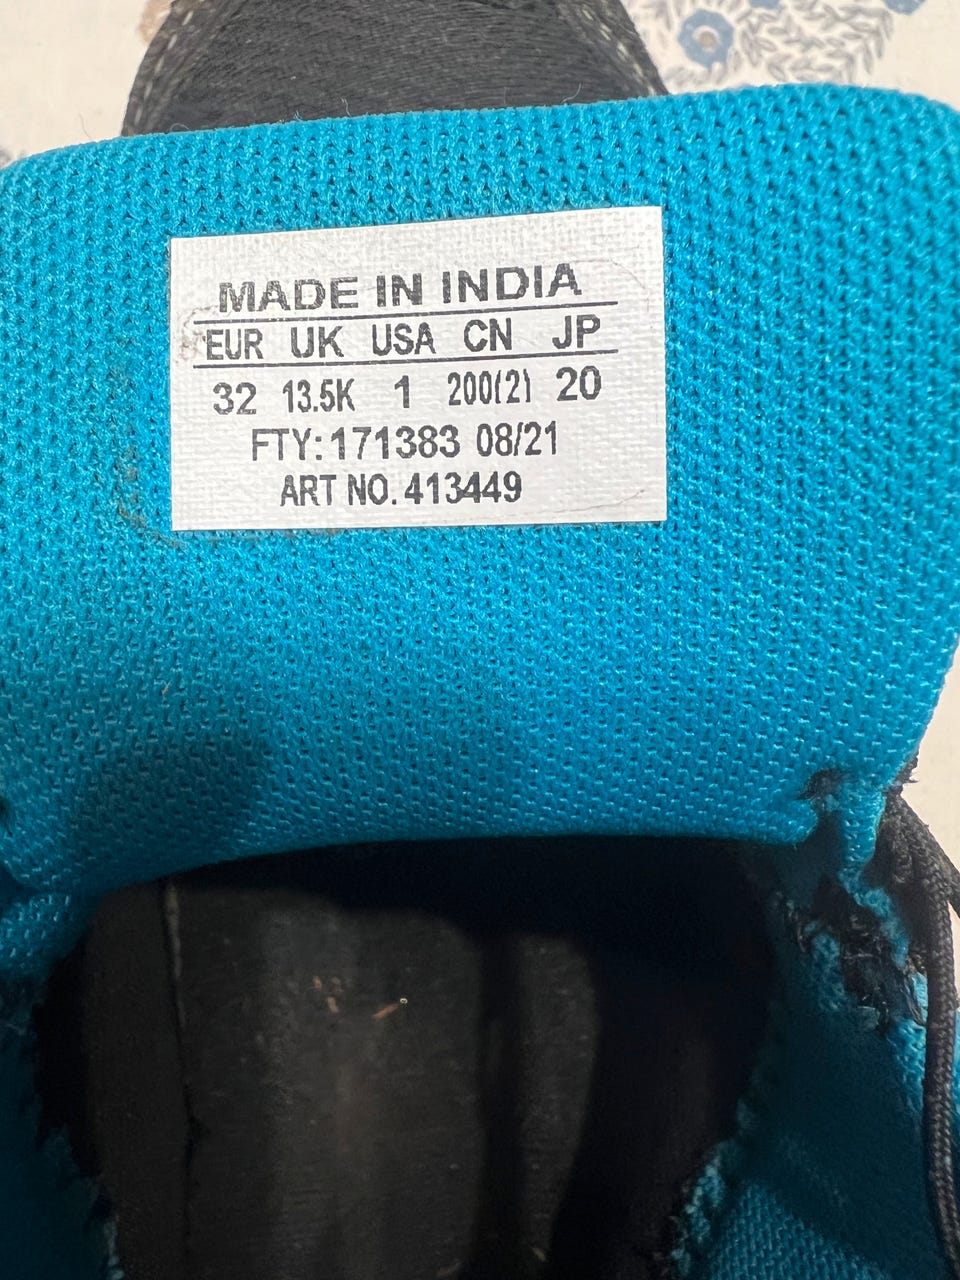 MADE IN INDIA
EUR UK USA CN JP
32 13.5K 1 200(2) 20
FTY: 171383 08/21
ART NO. 413449